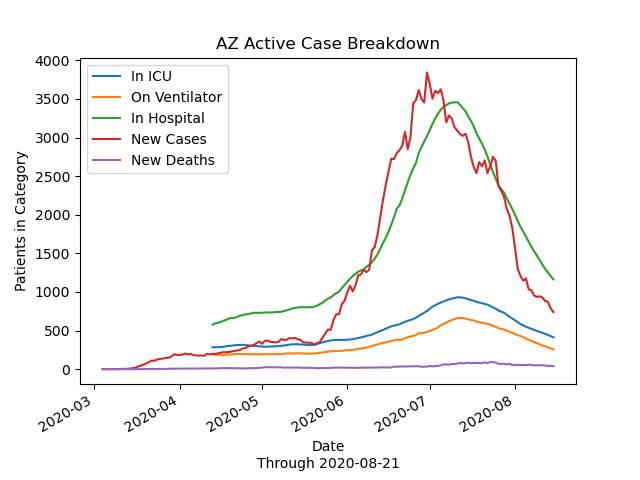 AZ Active Case Breakdown
4000
3500
3000
2500
2000
1500
1000
500
0
Patients in Category
In ICU
On Ventilator
In Hospital
New Cases
New Deaths
2020-03
2020-04
2020-05
2020-06
2020-07
2020-08
Date
Through 2020-08-21